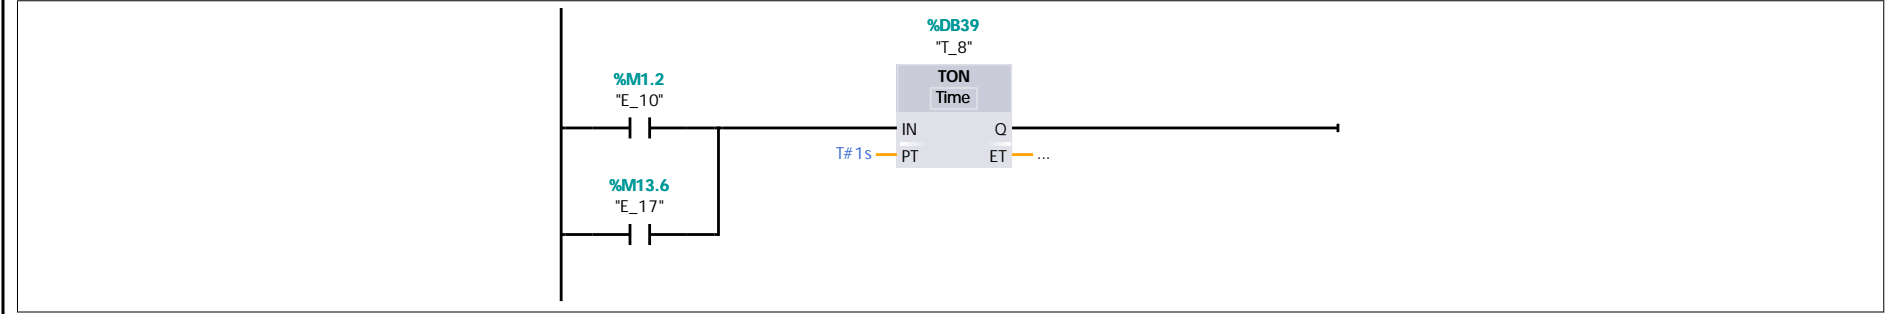 %DB39
"T_8"
%M1.2
"E_10"
TON
Time
IN Q
T#1s PT ET ...
%M13.6
"E_17"